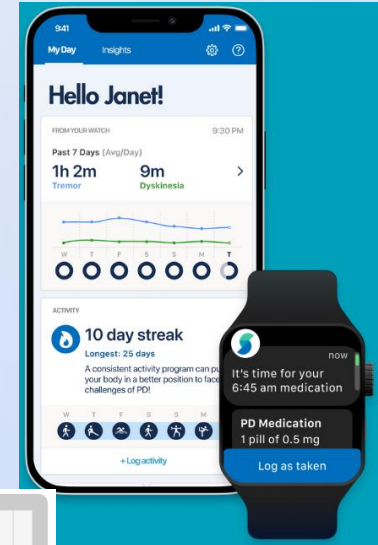 9:41
My Day Insights
Hello Janet!
FROM YOUR WATCH 9:30 PM
Past 7 Days (Avg/Day)
1h 2m 9m
Tremor Dyskinesia
W T F S S M T
ACTIVITY
10 day streak
Longest: 25 days
A consistent activity program can pu
your body in a better position to face
challenges of PD!
W T F S S M
+ Log activity
now
It's time for your
6:45 am medication
PD Medication
1 pill of 0.5 mg
Log as taken